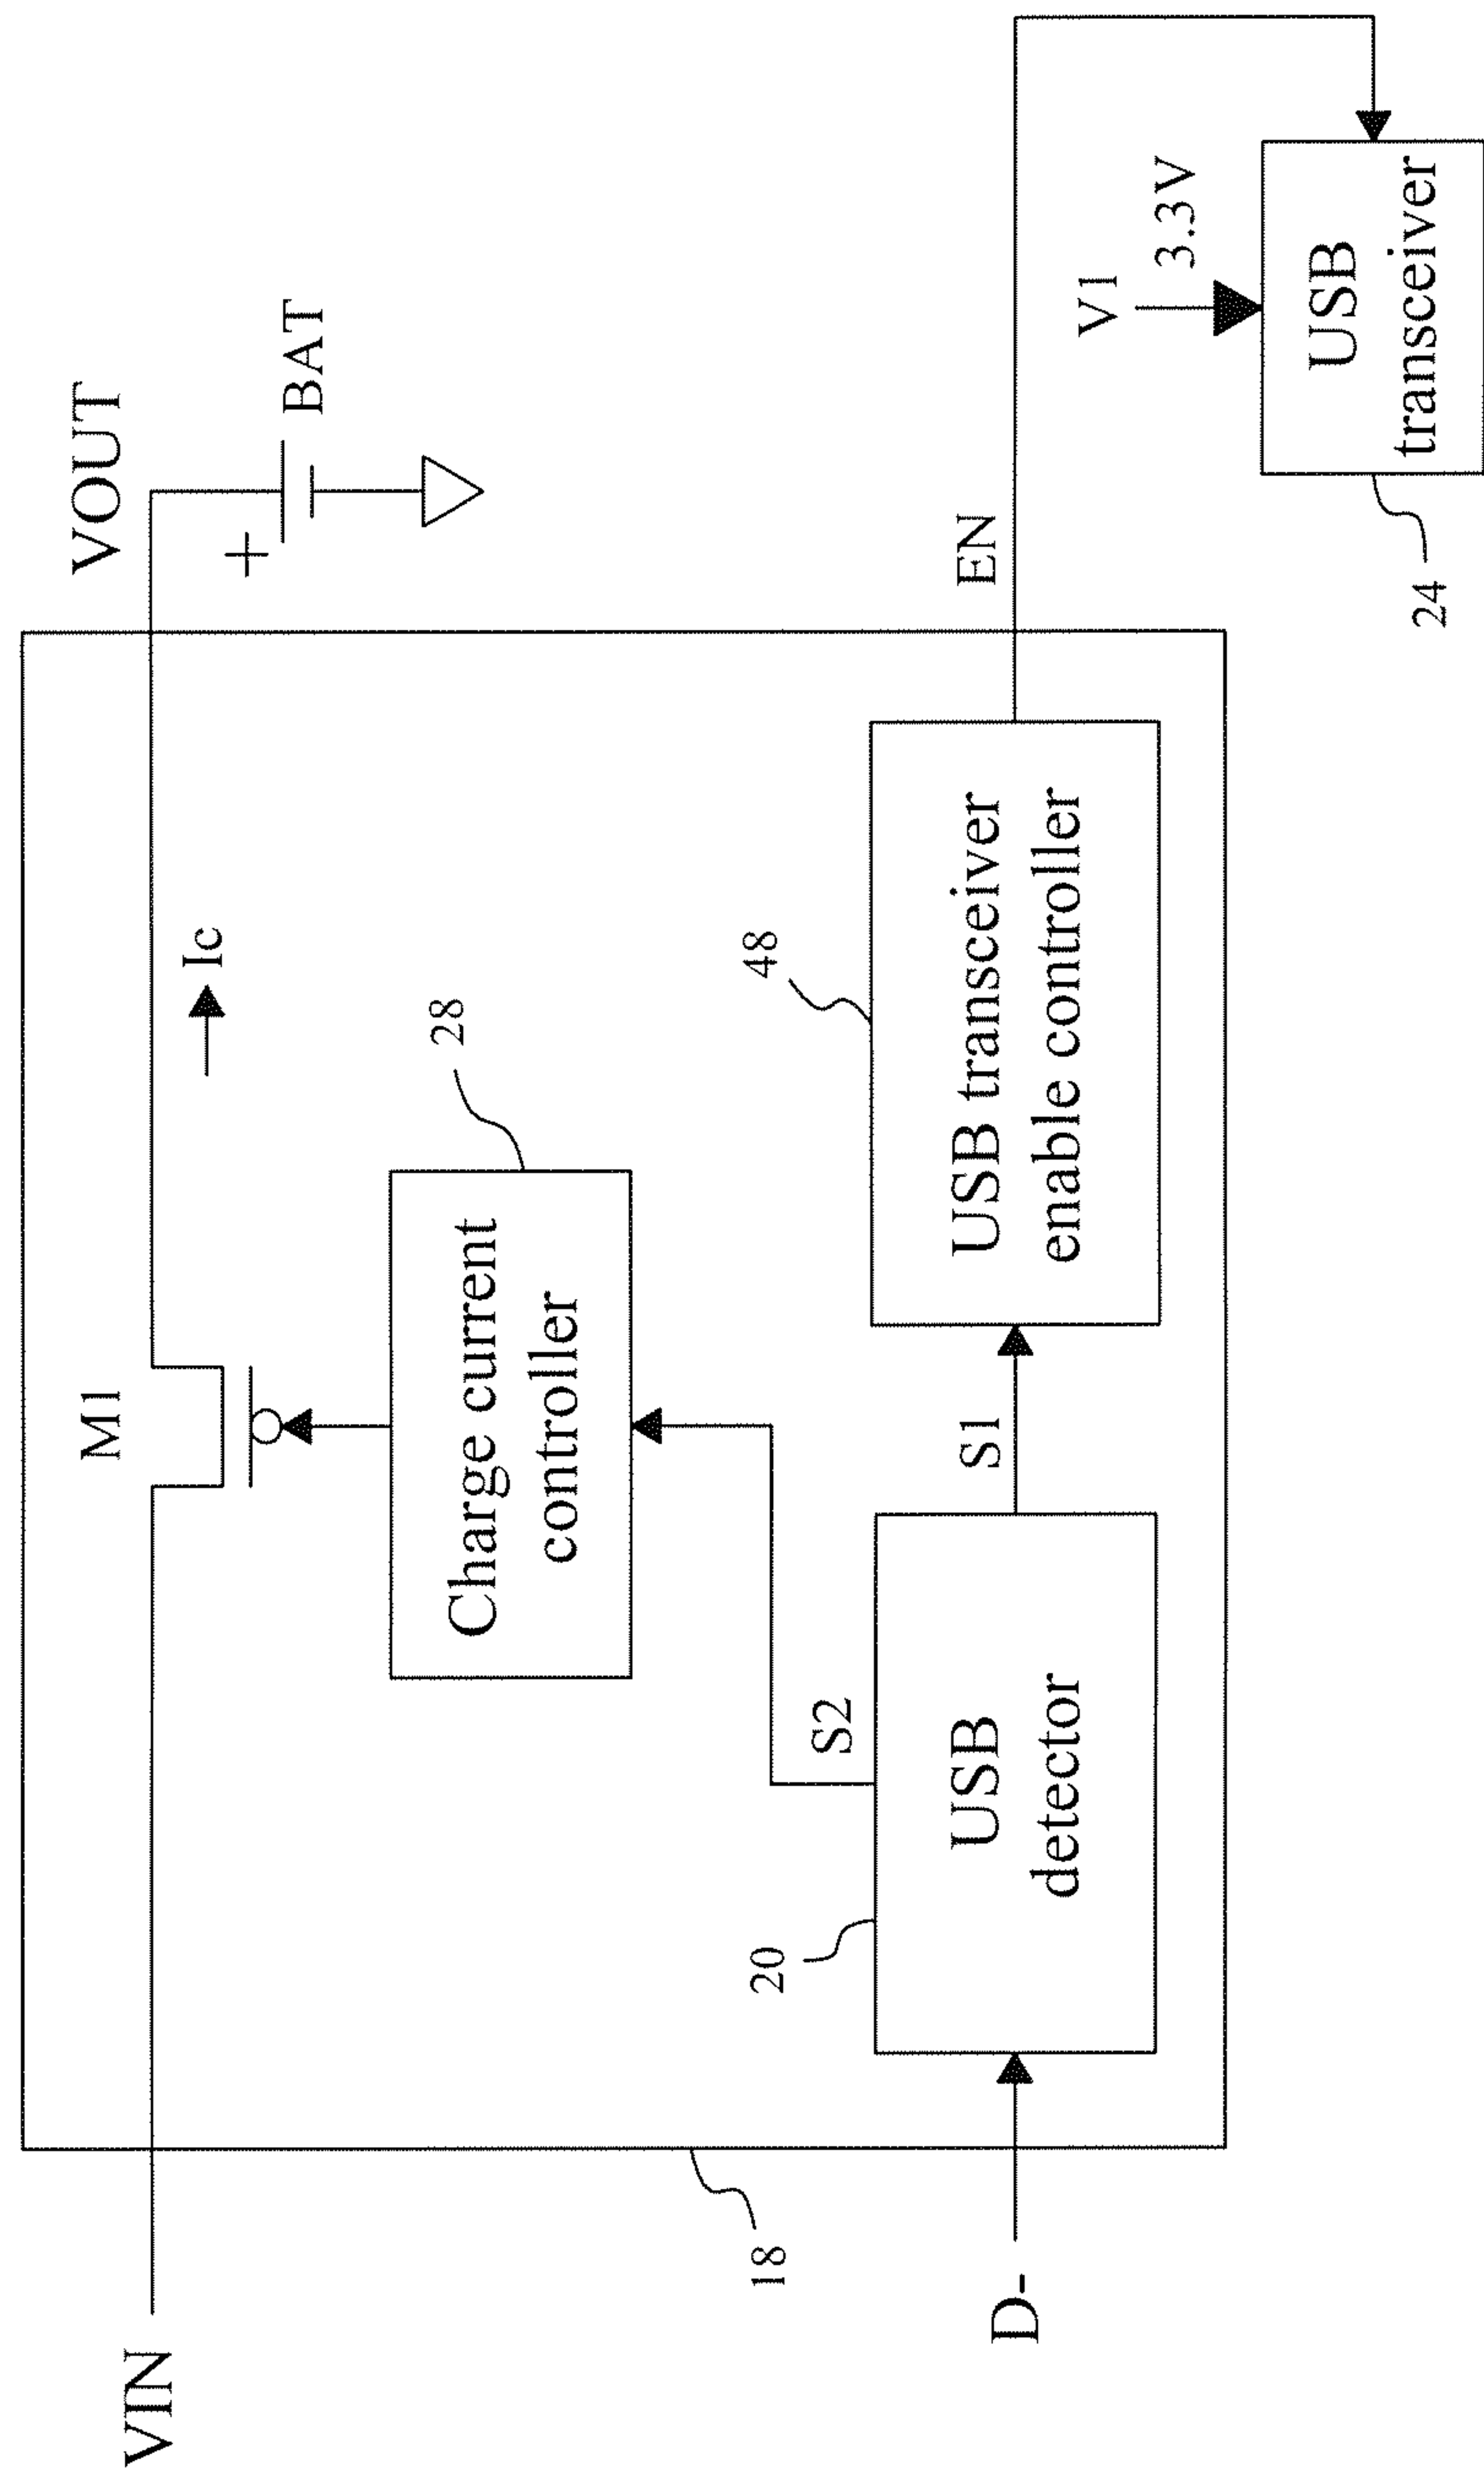 VIN
M1
Ic
VOUT
+
BAT
Charge current
controller
28
18
20
S2
48
D-
USB
detector
S1
USB transceiver
enable controller
EN
V1
3.3V
USB
transceiver
24